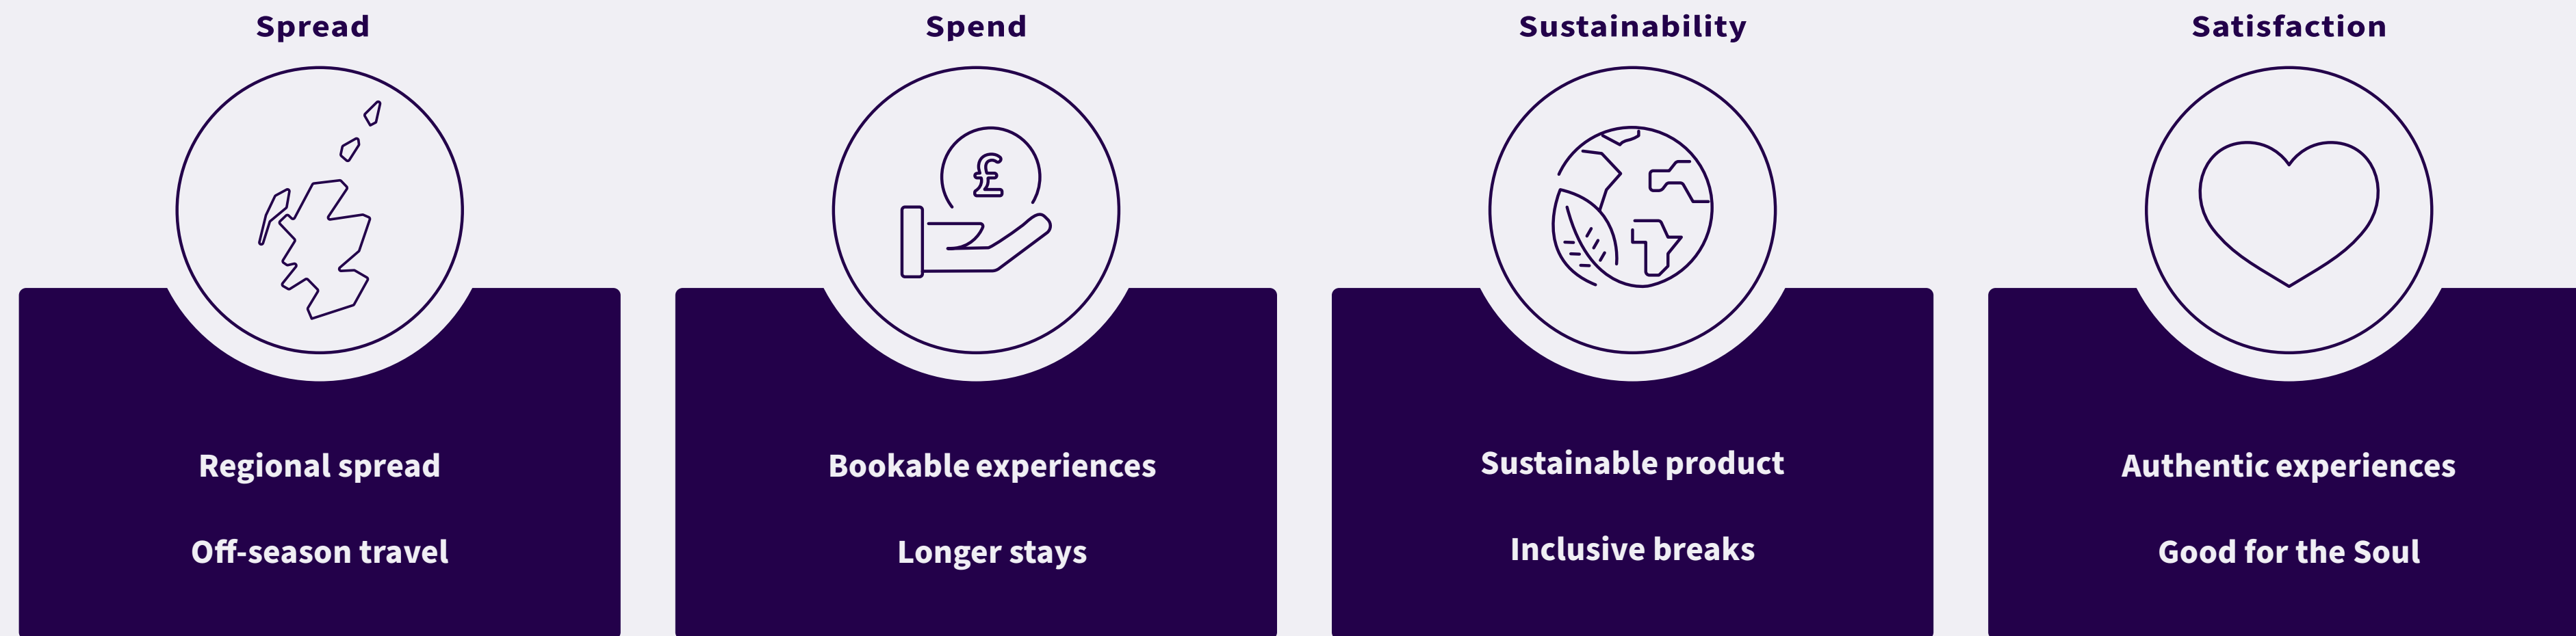 Spread
Spend
Sustainability
Satisfaction
£
Regional spread
Off-season travel
Bookable experiences
Longer stays
Sustainable product
Inclusive breaks
Authentic experiences
Good for the Soul